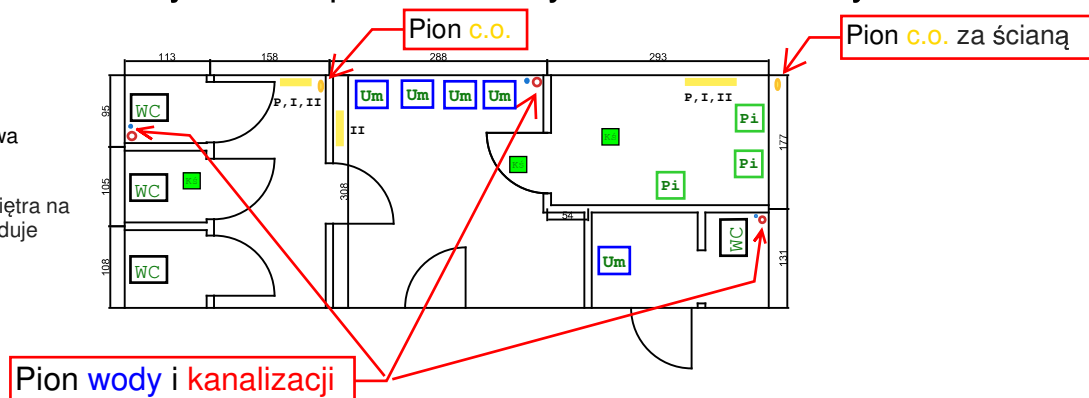 Pion c.o.
Pion c.o. za ścianą
113
158
288
293
WC
P,I,II
Um
Um
Um
Um
P,I,II
95
II
Pi
177
wa
Pi
WC
105
308
Pi
iętra na
duje
54
WC
Um
131
WC
108
Pion wody i kanalizacji